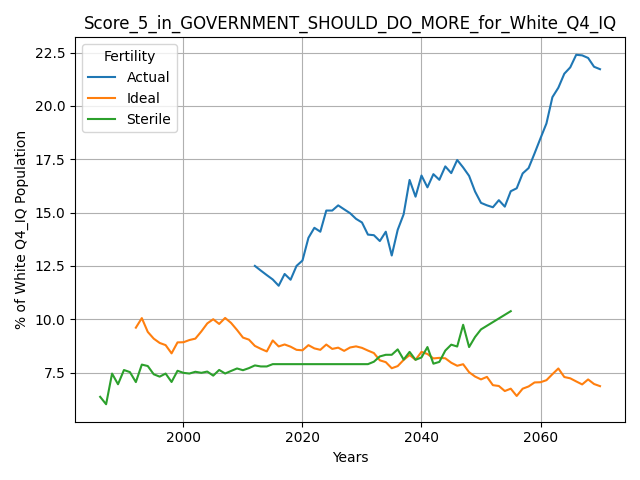 Score_5_in_GOVERNMENT_SHOULD_DO_MORE_for_White_Q4_IQ
Fertility
Actual
Ideal
Sterile
% of White Q4_IQ Population
22.5
20.0
17.5
15.0
12.5
10.0
7.5
2000
2020
2040
2060
Years